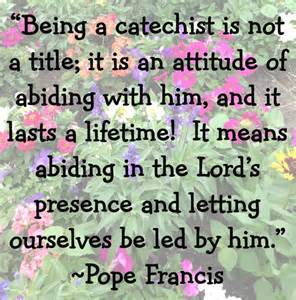 “Being a catechist is not
a title; it is an attitude of
abiding with him, and it
lasts a lifetime!  It means
abiding in the Lord’s
presence and letting
ourselves be led by him.”
~Pope Francis